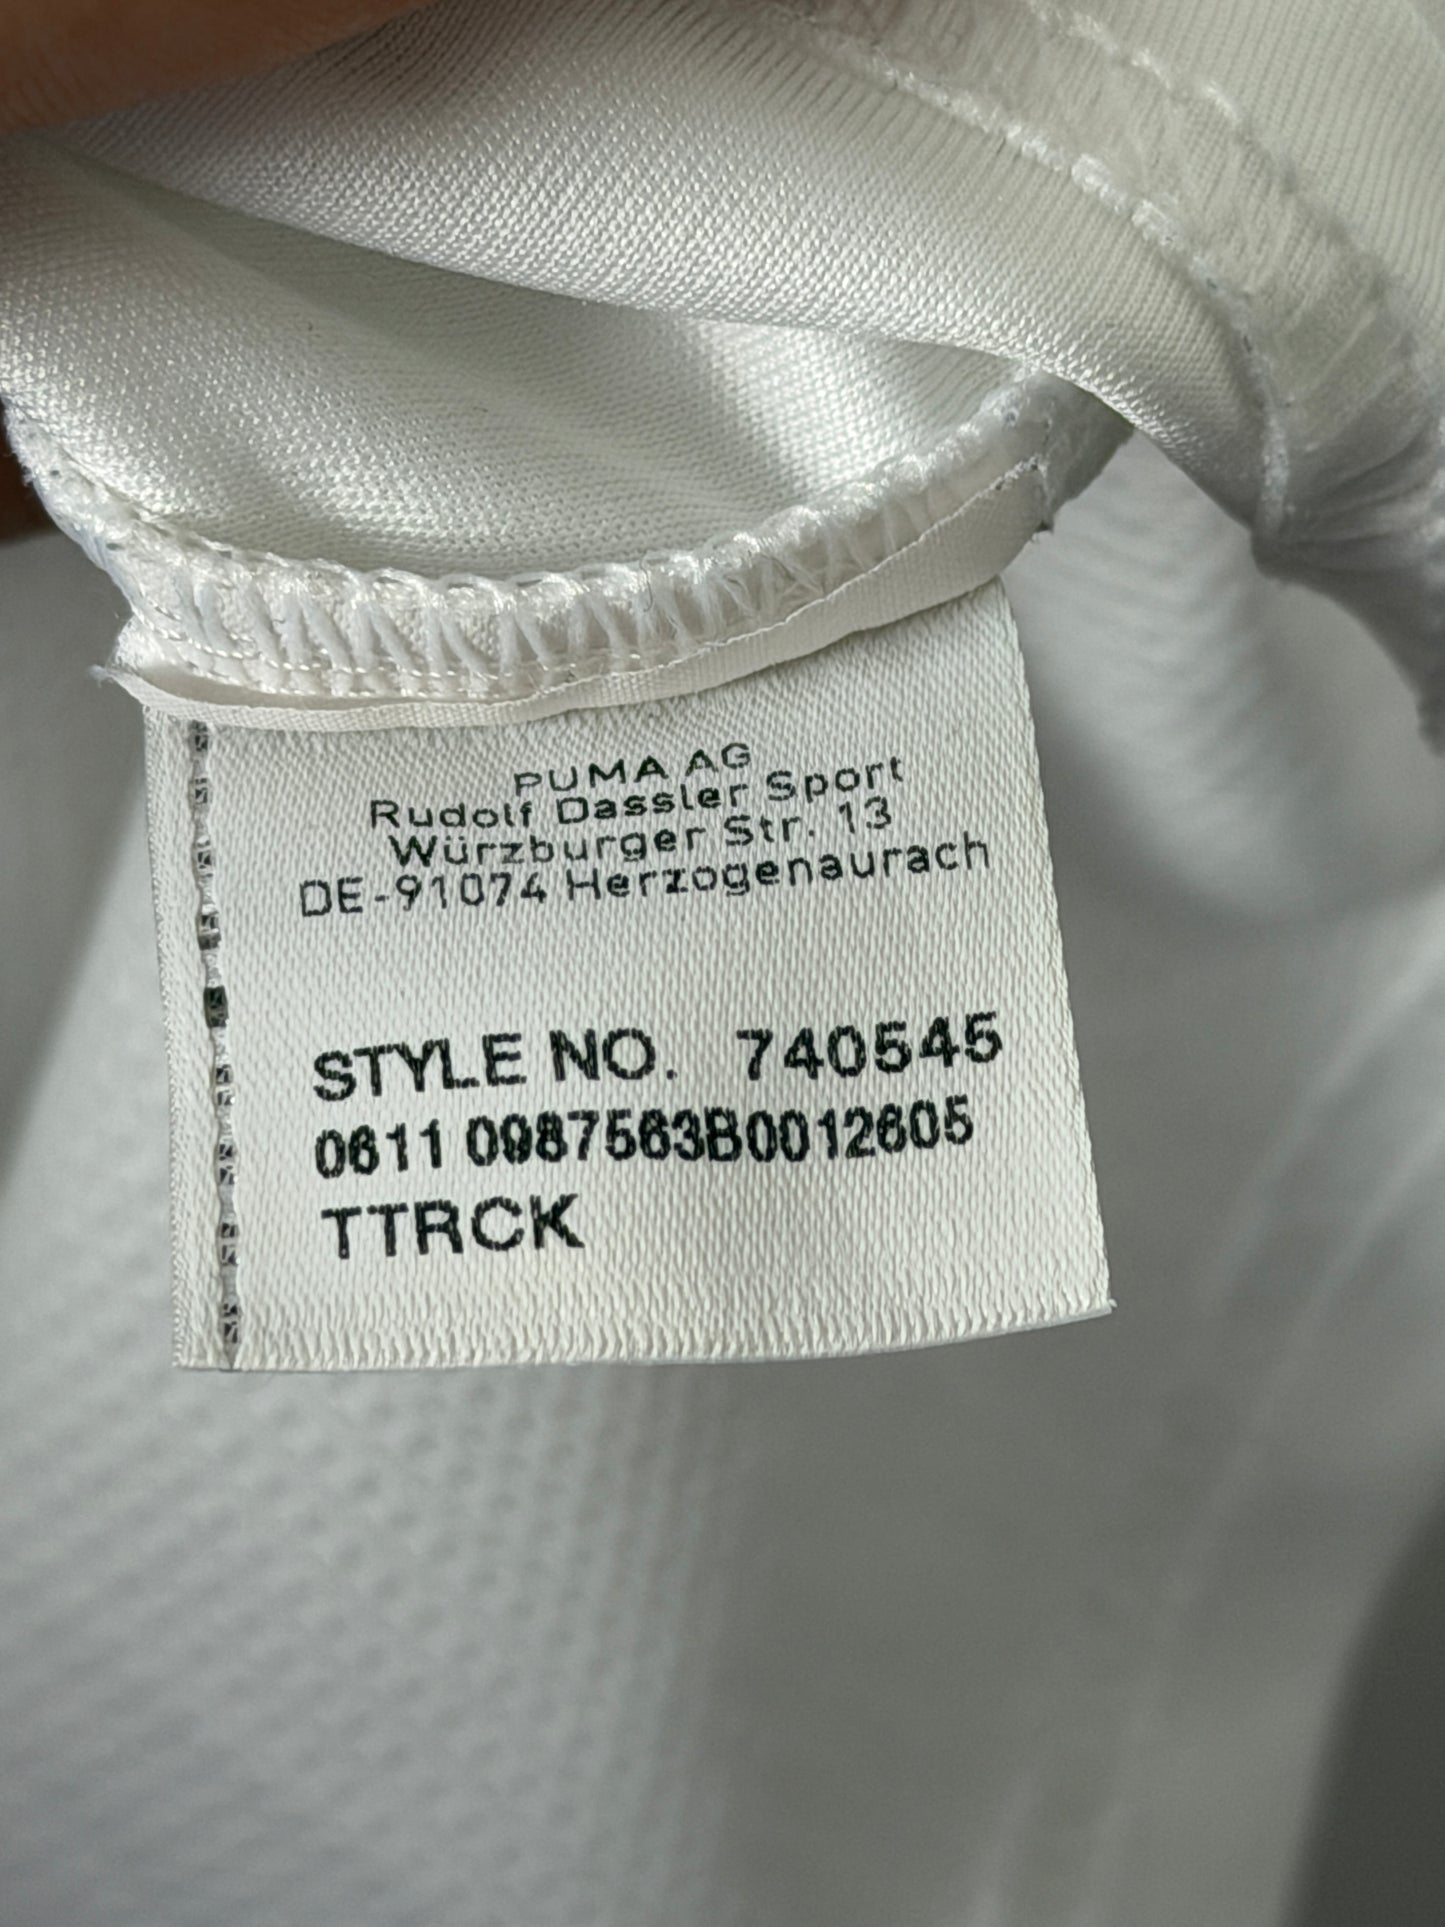 PUMA AG
Rudolf Dassler Sport
Würzburger Str. 13
DE-91074 Herzogenaurach
STYLE NO. 740545
0611 0987563B0012605
TTRCK